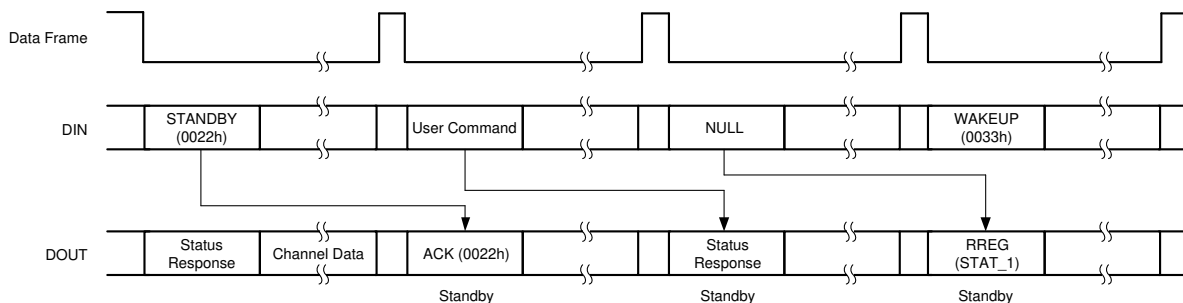 Data Frame
DIN
STANDBY
(0022h)
User Command
NULL
WAKEUP
(0033h)
DOUT
Status
Response
Channel Data
ACK (0022h)
Status
Response
RREG
(STAT_1)
Standby
Standby
Standby